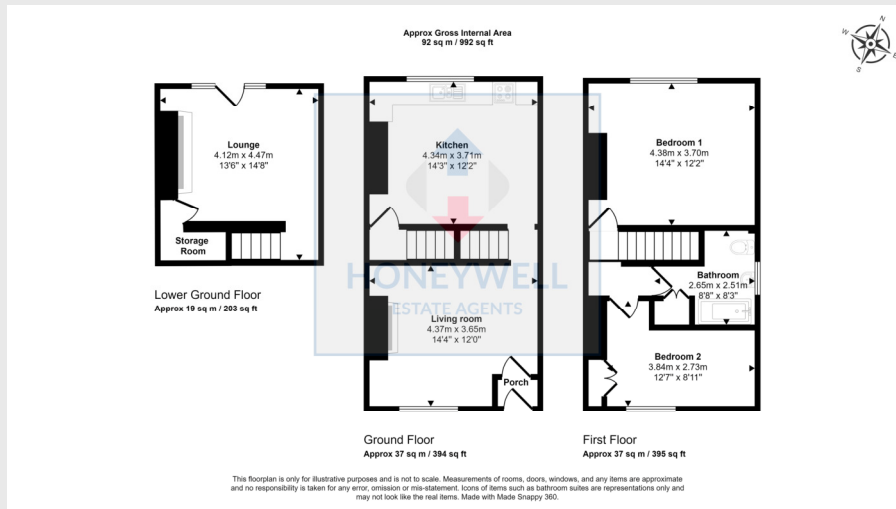 Approx Gross Internal Area
92 sq m / 992 sq ft
N
W
E
S
Lounge
4.12m x 4.47m
13'6" x 14'8"
Storage
Room
Lower Ground Floor
Approx 19 sq m / 203 sq ft
Kitchen
4.34m x 3.71m
14'3" x 12'2"
HONEYWELL
ESTATE AGENTS
Living room
4.37m x 3.65m
14'4" x 12'0"
Porch
Ground Floor
Approx 37 sq m / 394 sq ft
Bedroom 1
4.38m x 3.70m
14'4" x 12'2"
Bathroom
2.65m x 2.51m
8'8" x 8'3"
Bedroom 2
3.84m x 2.73m
12'7" x 8'11"
First Floor
Approx 37 sq m / 395 sq ft
This floorplan is only for illustrative purposes and is not to scale. Measurements of rooms, doors, windows, and any items are approximate
and no responsibility is taken for any error, omission or mis-statement. Icons of items such as bathroom suites are representations only and
may not look like the real items. Made with Made Snappy 360.